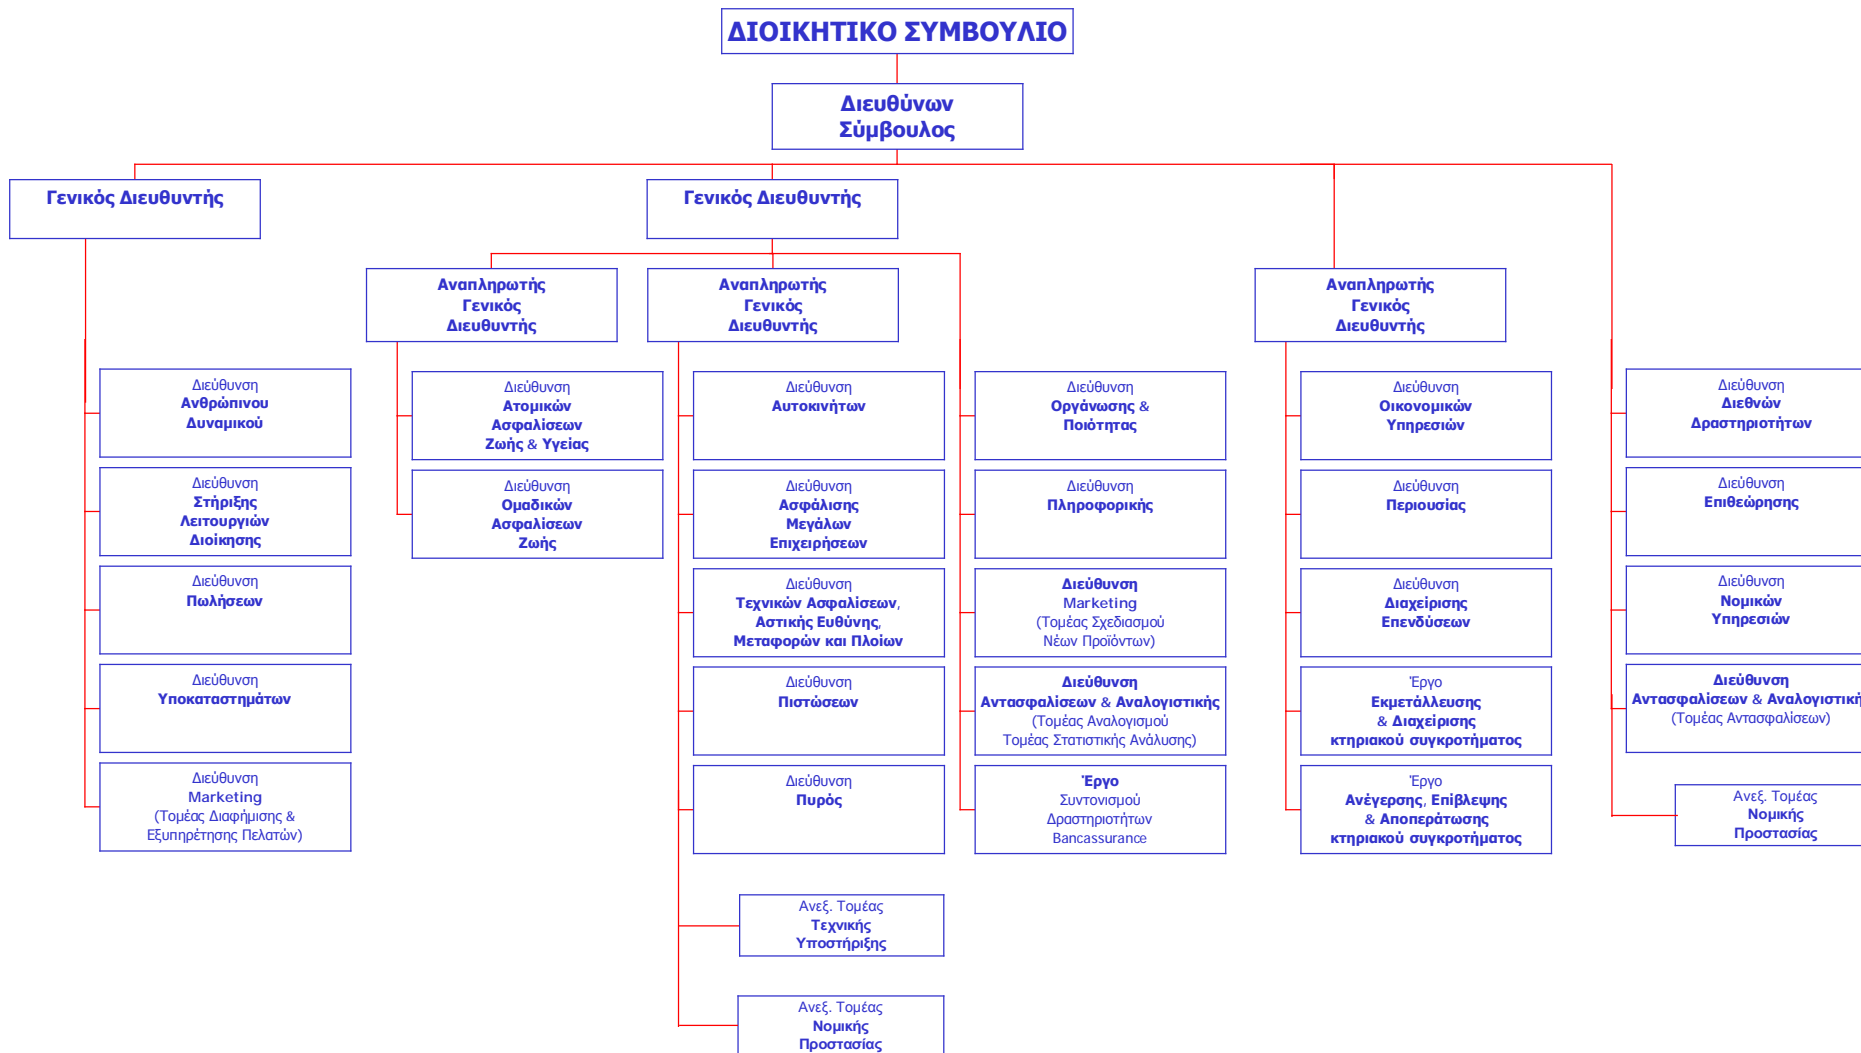 ΔΙΟΙΚΗΤΙΚΟ ΣΥΜΒΟΥΛΙΟ
Διευθύνων
Σύμβουλος
Γενικός Διευθυντής
Γενικός Διευθυντής
Αναπληρωτής
Γενικός
Διευθυντής
Αναπληρωτής
Γενικός
Διευθυντής
Αναπληρωτής
Γενικός
Διευθυντής
Διεύθυνση
Ανθρώπινου
Δυναμικού
Διεύθυνση
Στήριξης
Λειτουργιών
Διοίκησης
Διεύθυνση
Πωλήσεων
Διεύθυνση
Υποκαταστημάτων
Διεύθυνση
Marketing
(Τομέας Διαφήμισης &
Εξυπηρέτησης Πελατών)
Διεύθυνση
Ατομικών
Ασφαλίσεων
Ζωής & Υγείας
Διεύθυνση
Ομαδικών
Ασφαλίσεων
Ζωής
Διεύθυνση
Αυτοκινήτων
Διεύθυνση
Ασφάλισης
Μεγάλων
Επιχειρήσεων
Διεύθυνση
Τεχνικών Ασφαλίσεων,
Αστικής Ευθύνης,
Μεταφορών και Πλοίων
Διεύθυνση
Πιστώσεων
Διεύθυνση
Πυρός
Ανεξ. Τομέας
Τεχνικής
Υποστήριξης
Ανεξ. Τομέας
Νομικής
Προστασίας
Διεύθυνση
Οργάνωσης &
Ποιότητας
Διεύθυνση
Πληροφορικής
Διεύθυνση
Marketing
(Τομέας Σχεδιασμού
Νέων Προϊόντων)
Διεύθυνση
Αντασφαλίσεων & Αναλογιστικής
(Τομέας Αναλογισμού
Τομέας Στατιστικής Ανάλυσης)
Έργο
Συντονισμού
Δραστηριοτήτων
Bancassurance
Διεύθυνση
Οικονομικών
Υπηρεσιών
Διεύθυνση
Περιουσίας
Διεύθυνση
Διαχείρισης
Επενδύσεων
Έργο
Εκμετάλλευσης
& Διαχείρισης
κτηριακού συγκροτήματος
Έργο
Ανέγερσης, Επίβλεψης
& Αποπεράτωσης
κτηριακού συγκροτήματος
Διεύθυνση
Διεθνών
Δραστηριοτήτων
Διεύθυνση
Επιθεώρησης
Διεύθυνση
Νομικών
Υπηρεσιών
Διεύθυνση
Αντασφαλίσεων & Αναλογιστική
(Τομέας Αντασφαλίσεων)
Ανεξ. Τομέας
Νομικής
Προστασίας